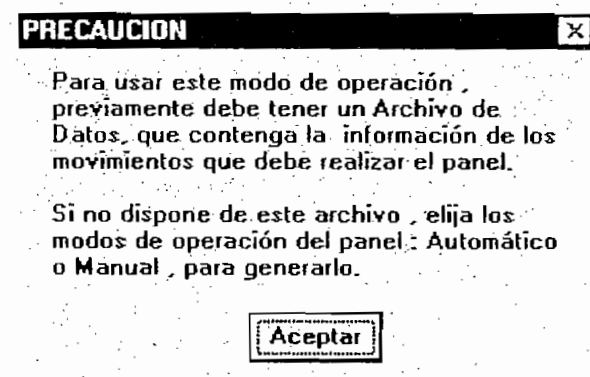 PRECAUCION
Para usar este modo de operación ,
previamente debe tener un Archivo de
Datos, que contenga la información de los
movimientos que debe realizar el panel.
Si no dispone de este archivo , elija los
modos de operación del panel : Automático
o Manual , para generarlo.
Aceptar